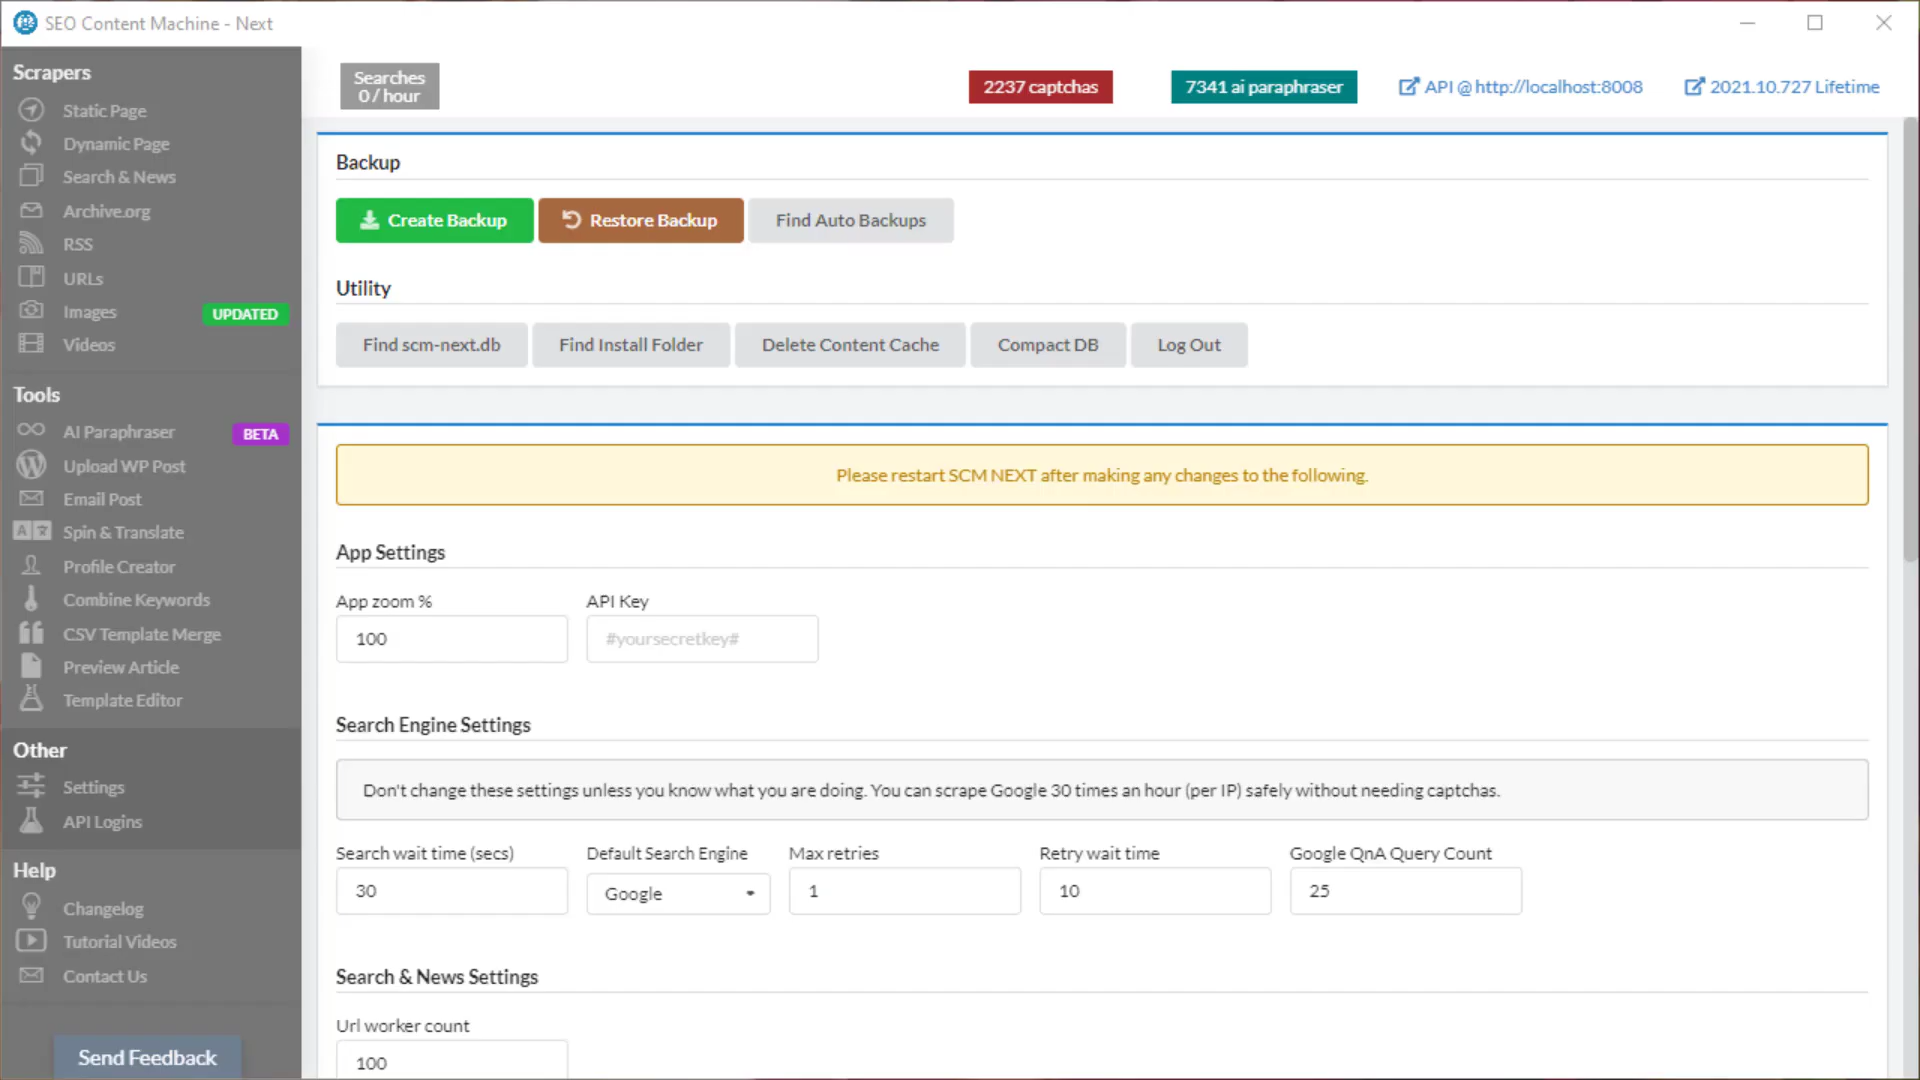 SEO Content Machine - Next
Scrapers
Static Page
Dynamic Page
Search & News
Archive.org
RSS
URLs
Images UPDATED
Videos
Tools
AI Paraphraser BETA
Upload WP Post
Email Post
Spin & Translate
Profile Creator
Combine Keywords
CSV Template Merge
Preview Article
Template Editor
Other
Settings
API Logins
Help
Changelog
Tutorial Videos
Contact Us
Send Feedback
Searches
0 / hour
2237 captchas 7341 ai paraphraser API @ http://localhost:8008 2021.10.727 Lifetime
Backup
Create Backup Restore Backup Find Auto Backups
Utility
Find scm-next.db Find Install Folder Delete Content Cache Compact DB Log Out
Please restart SCM NEXT after making any changes to the following.
App Settings
App zoom % API Key
100 #yoursecretkey#
Search Engine Settings
Don't change these settings unless you know what you are doing. You can scrape Google 30 times an hour (per IP) safely without needing captchas.
Search wait time (secs) Default Search Engine Max retries Retry wait time Google QnA Query Count
30 Google 1 10 25
Search & News Settings
Url worker count
100